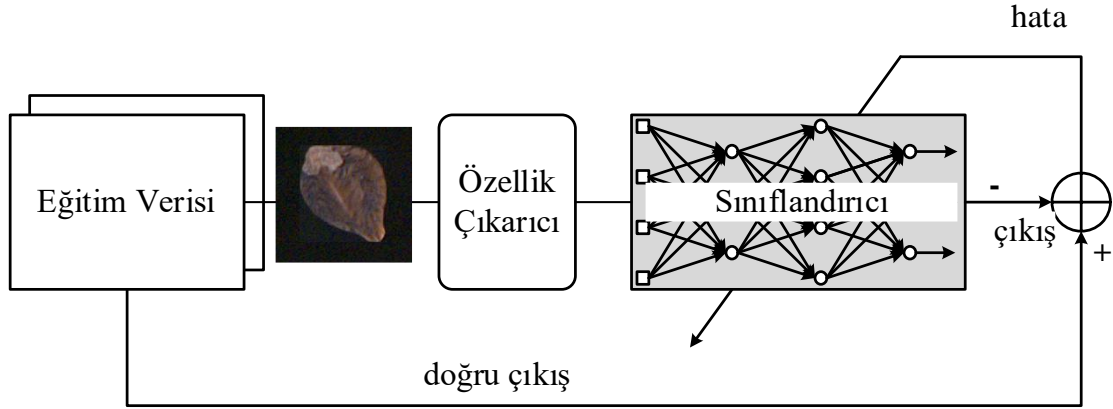 hata
Eğitim Verisi
Özellik
Çıkarıcı
Sınıflandırıcı
-
çıkış
+
doğru çıkış